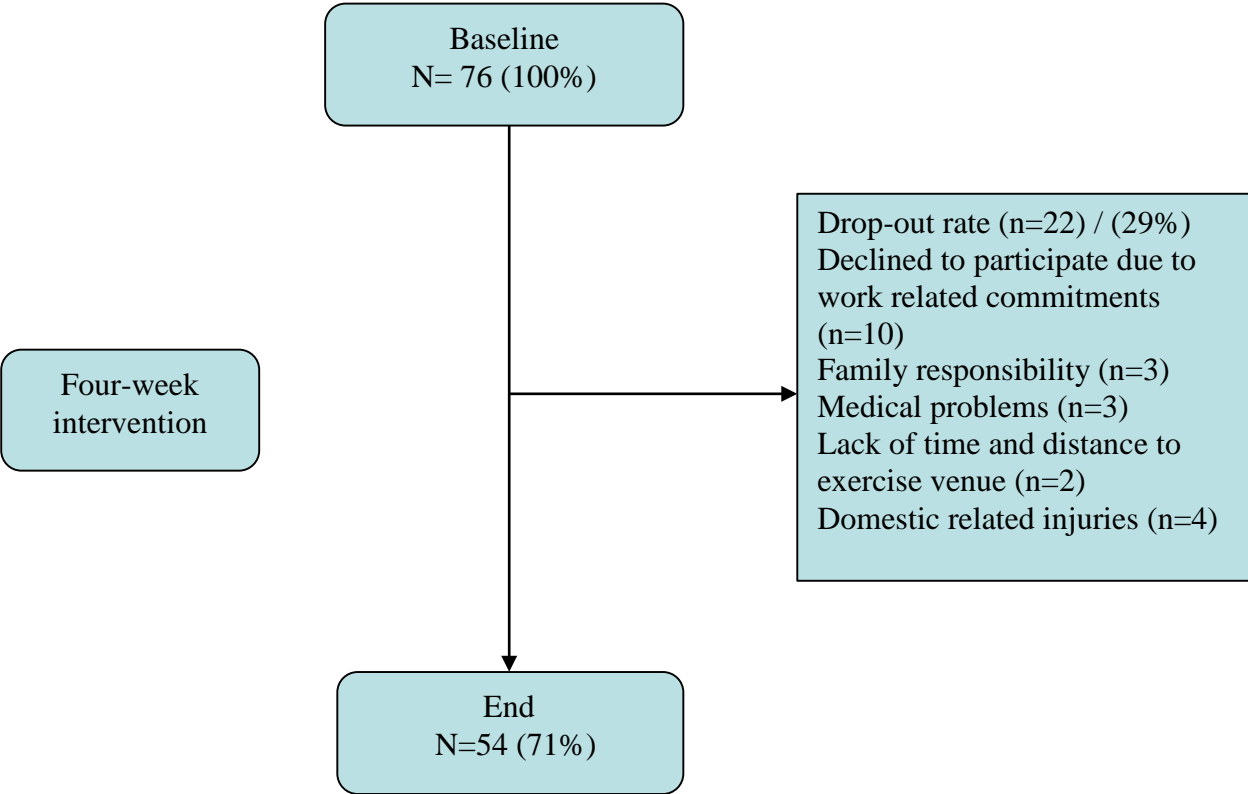 Baseline
N= 76 (100%)
Drop-out rate (n=22) / (29%)
Declined to participate due to
work related commitments
(n=10)
Family responsibility (n=3)
Medical problems (n=3)
Lack of time and distance to
exercise venue (n=2)
Domestic related injuries (n=4)
Four-week
intervention
End
N=54 (71%)